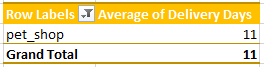 Row Labels Average of Delivery Days
pet_shop 11
Grand Total 11